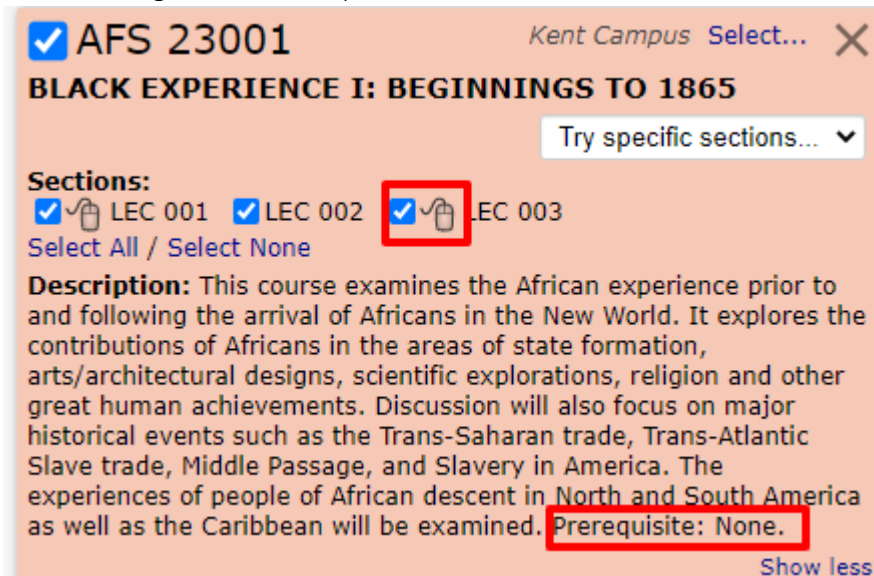 AFS 23001 Kent Campus Select...
BLACK EXPERIENCE I: BEGINNINGS TO 1865
Try specific sections...
Sections:
LEC 001 LEC 002 LEC 003
Select All / Select None
Description: This course examines the African experience prior to
and following the arrival of Africans in the New World. It explores the
contributions of Africans in the areas of state formation,
arts/architectural designs, scientific explorations, religion and other
great human achievements. Discussion will also focus on major
historical events such as the Trans-Saharan trade, Trans-Atlantic
Slave trade, Middle Passage, and Slavery in America. The
experiences of people of African descent in North and South America
as well as the Caribbean will be examined. Prerequisite: None.
Show less